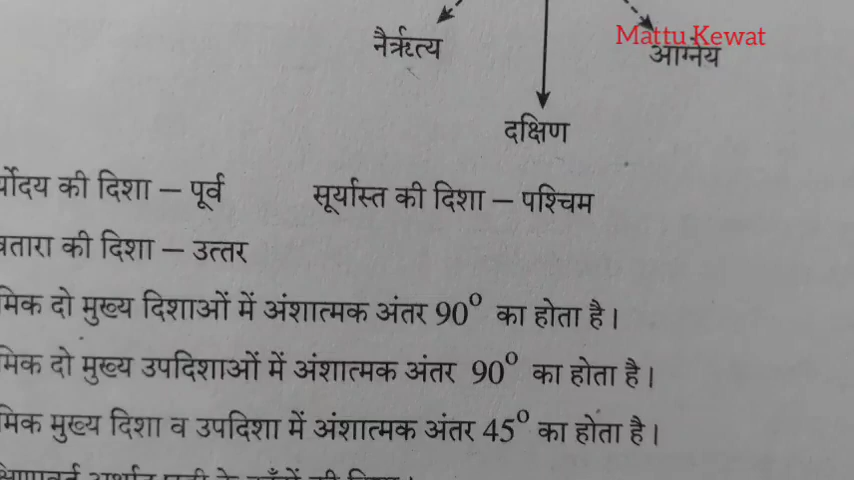 नैर्ऋत्य
Mattu Kewat
आग्नेय
दक्षिण
की दिशा – पूर्व सूर्यास्त की दिशा – पश्चिम
की दिशा – उत्तर
दो मुख्य दिशाओं में अंशात्मक अंतर 90° का होता है।
दो मुख्य उपदिशाओं में अंशात्मक अंतर 90° का होता है।
मुख्य दिशा व उपदिशा में अंशात्मक अंतर 45° का होता है।